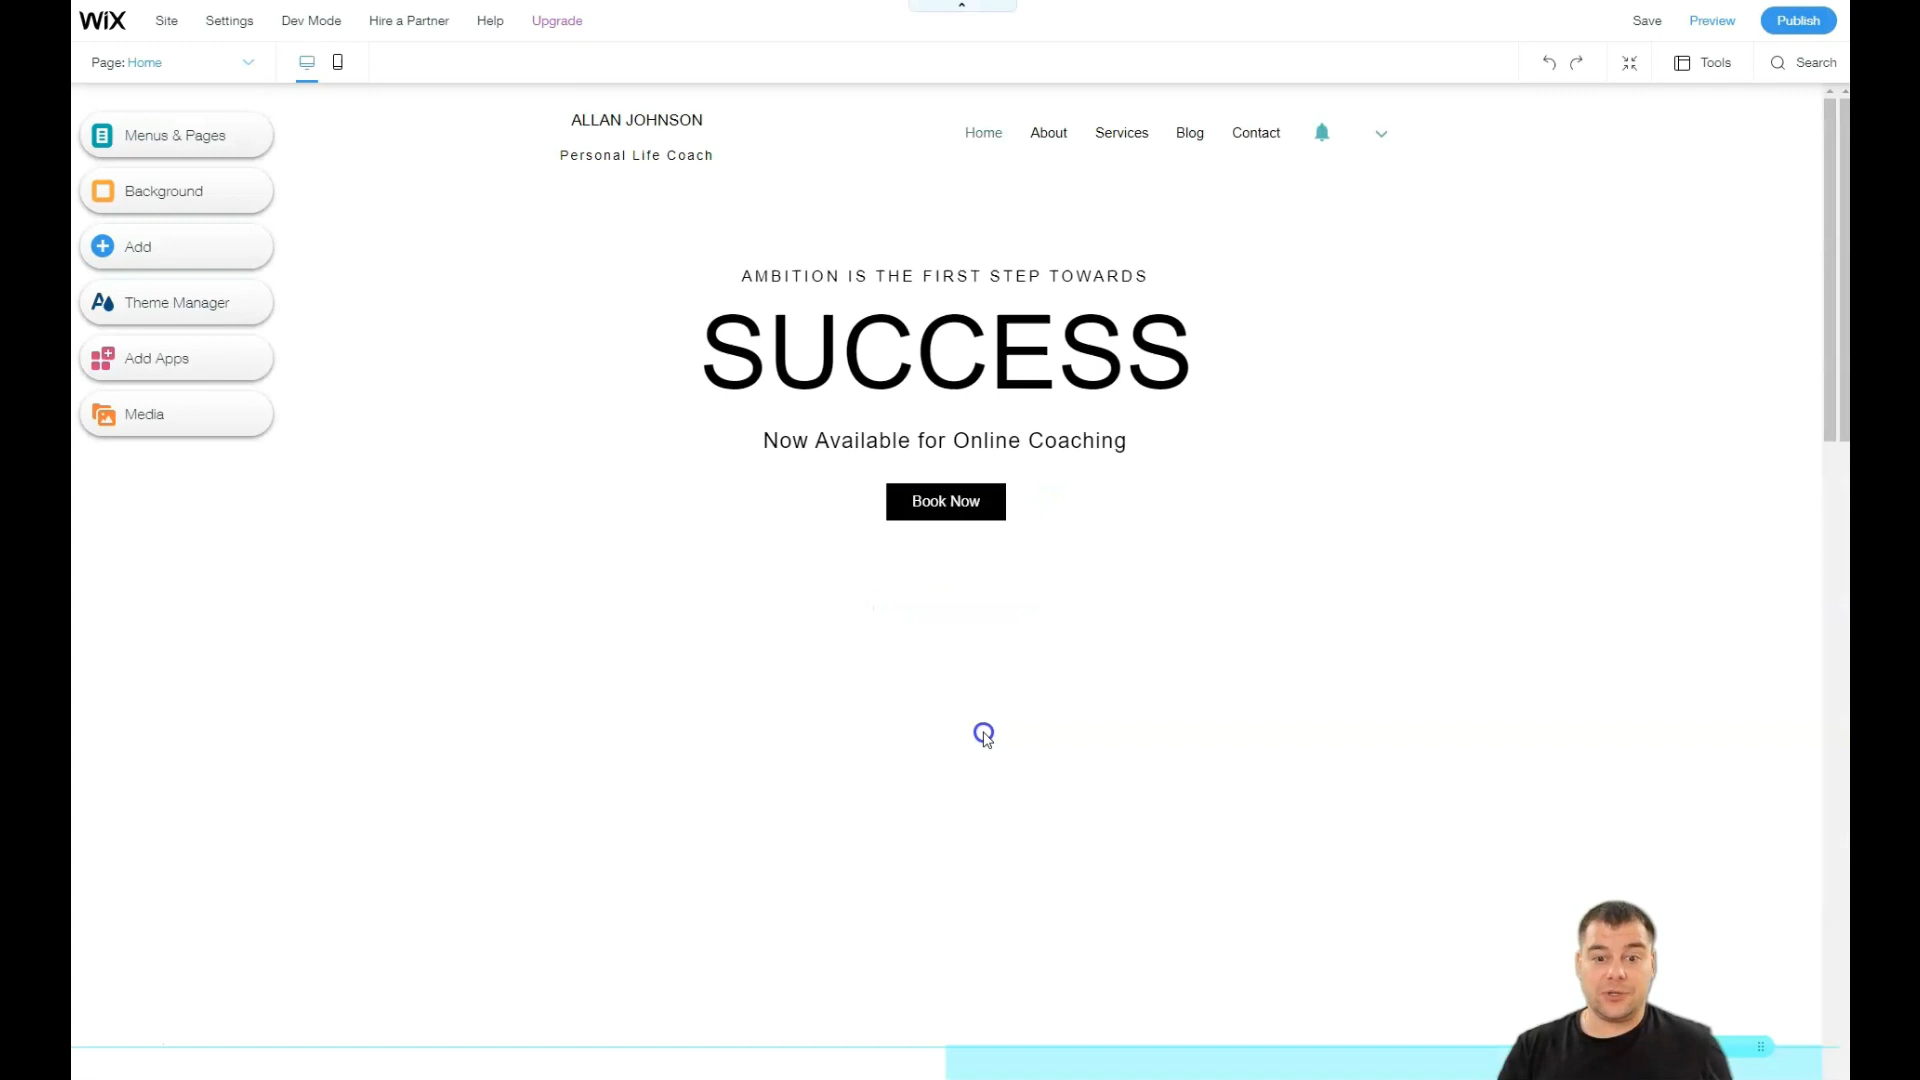 WiX Site Settings Dev Mode Hire a Partner Help Upgrade Save Preview Publish
Page: Home Tools Search
Menus & Pages
Background
Add
Theme Manager
Add Apps
Media
ALLAN JOHNSON
Personal Life Coach
Home About Services Blog Contact
AMBITION IS THE FIRST STEP TOWARDS
SUCCESS
Now Available for Online Coaching
Book Now